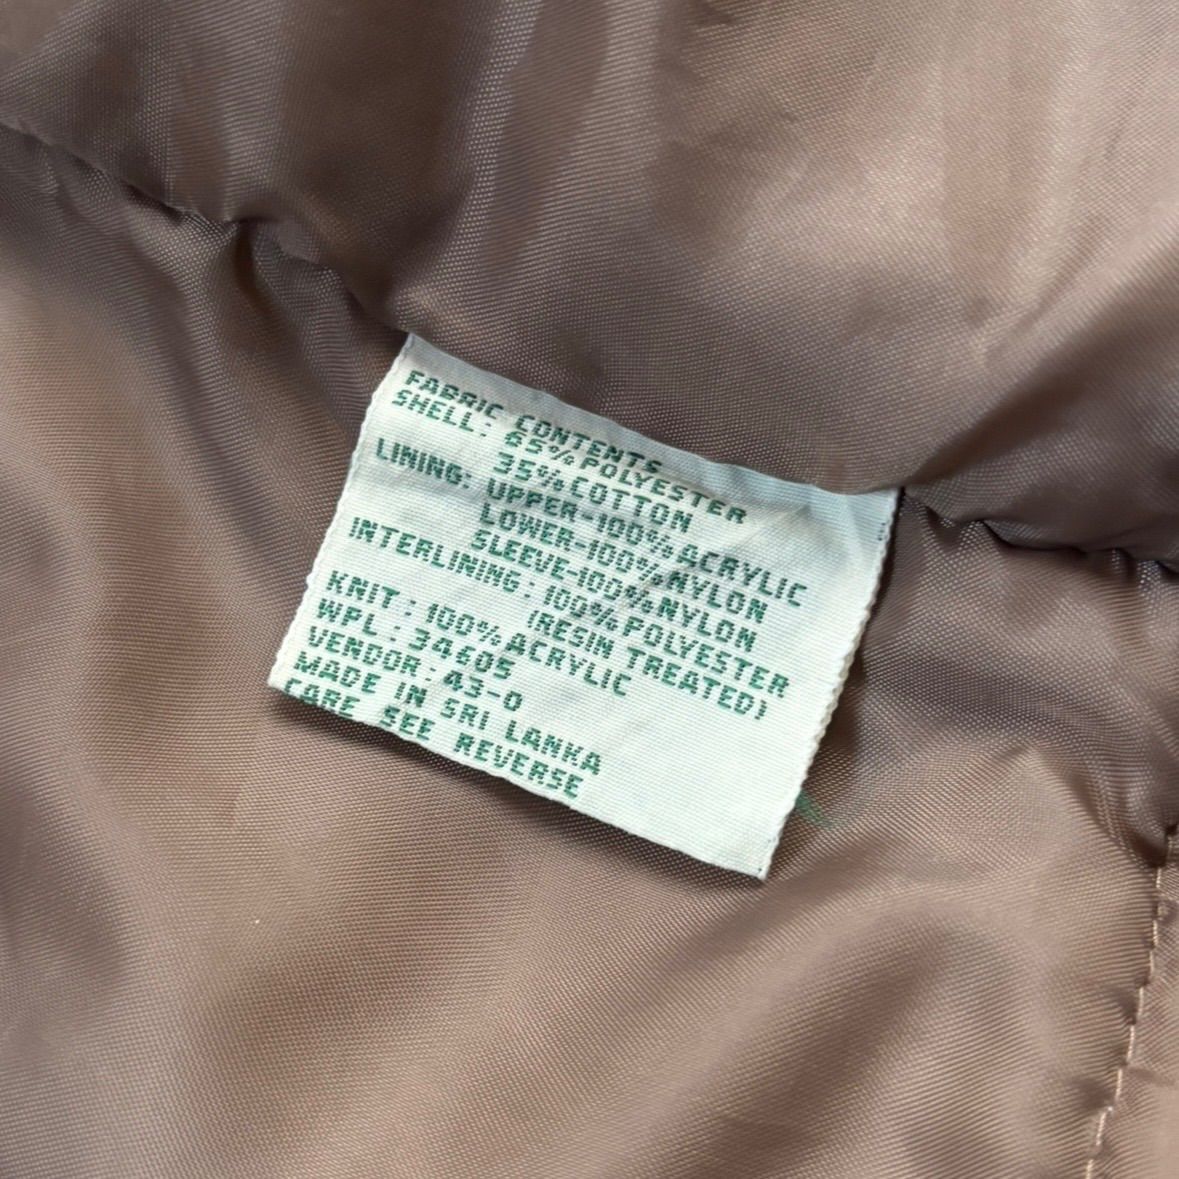 FABRIC CONTENTS
SHELL: 65% POLYESTER
35% COTTON
LINING: UPPER-100% ACRYLIC
LOWER-100% NYLON
SLEEVE-100% NYLON
INTERLINING: 100% POLYESTER
(RESIN TREATED)
KNIT: 100% ACRYLIC
WPL: 34605
VENDOR: 43-0
MADE IN SRI LANKA
CARE SEE REVERSE